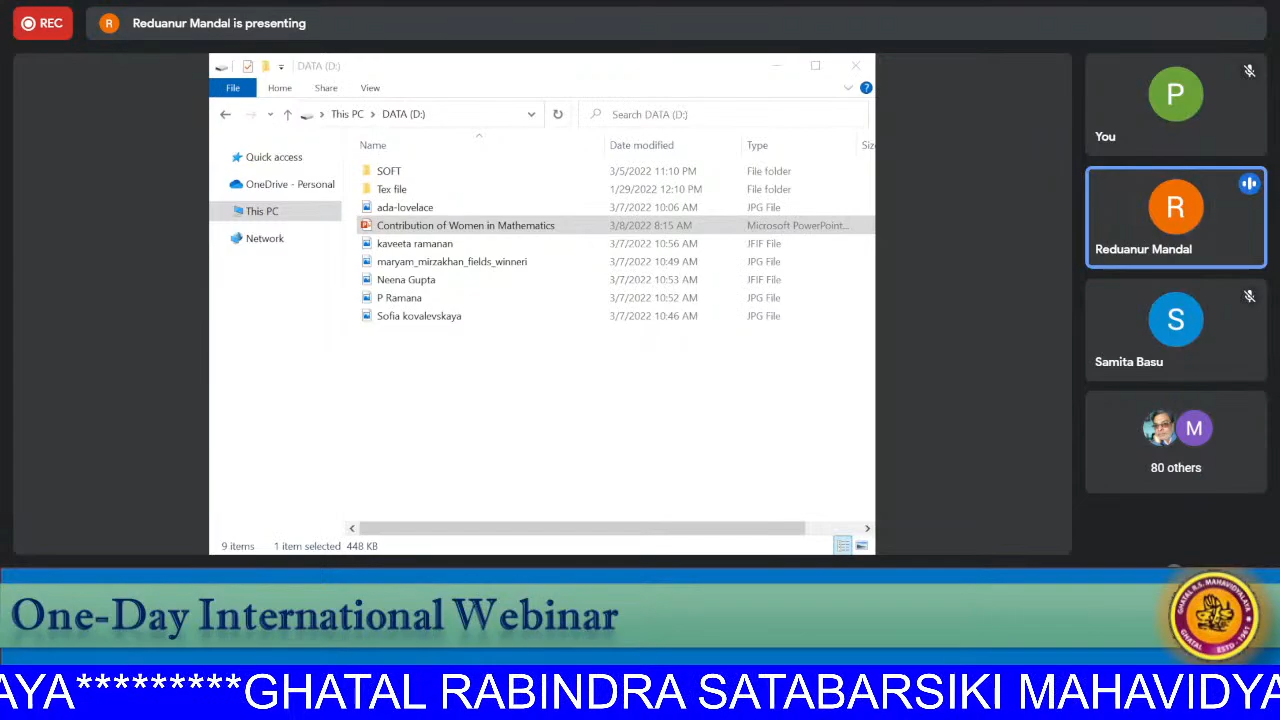 REC
R
Reduanur Mandal is presenting
DATA (D:)
File Home Share View
This PC DATA (D:)
Search DATA (D:)
Name Date modified Type
Quick access
OneDrive - Personal
This PC
Network
SOFT 3/5/2022 11:10 PM File folder
Tex file 1/29/2022 12:10 PM File folder
ada-lovelace 3/7/2022 10:06 AM JPG File
Contribution of Women in Mathematics 3/8/2022 8:15 AM Microsoft PowerPoint...
kaveeta ramanan 3/7/2022 10:56 AM JFIF File
maryam_mirzakhan_fields_winneri 3/7/2022 10:49 AM JPG File
Neena Gupta 3/7/2022 10:53 AM JFIF File
P Ramana 3/7/2022 10:52 AM JPG File
Sofia kovalevskaya 3/7/2022 10:46 AM JPG File
9 items 1 item selected 448 KB
P
You
R
Reduanur Mandal
S
Samita Basu
M
80 others
One-Day International Webinar
GHATAL R.S. MAHAVIDYALAYA
GHATAL ESTD - 1961
AYA*********GHATAL RABINDRA SATABARSIKI MAHAVIDYA